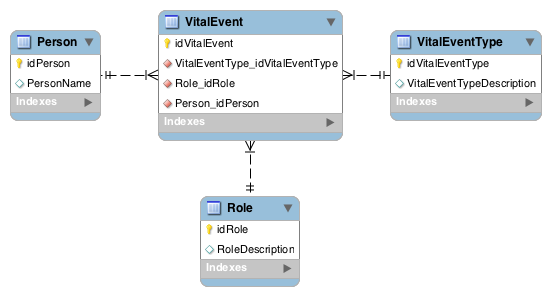 Person
idPerson
PersonName
Indexes
VitalEvent
idVitalEvent
VitalEventType_idVitalEventType
Role_idRole
Person_idPerson
Indexes
VitalEventType
idVitalEventType
VitalEventTypeDescription
Indexes
Role
idRole
RoleDescription
Indexes